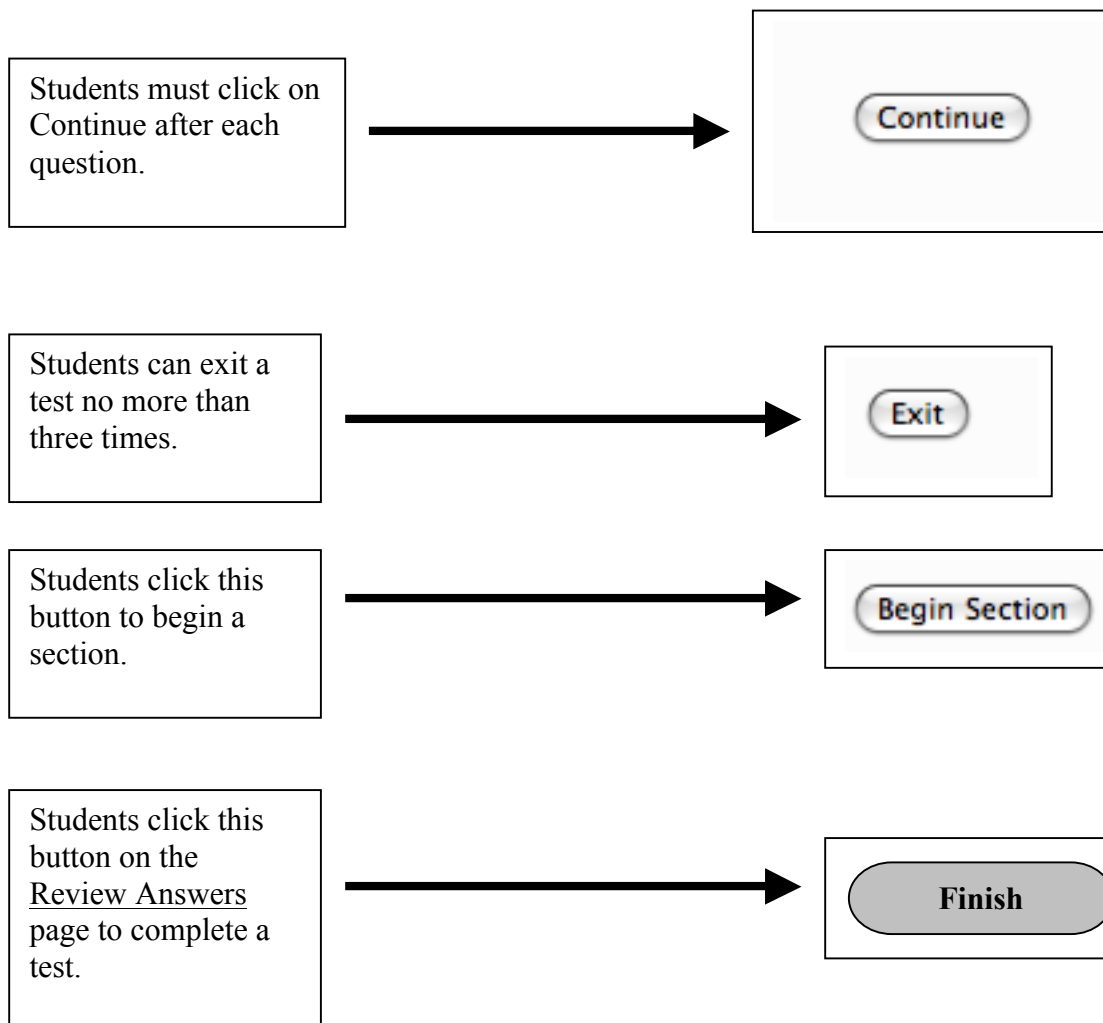 Students must click on
Continue after each
question.
Continue
Students can exit a
test no more than
three times.
Exit
Students click this
button to begin a
section.
Begin Section
Students click this
button on the
Review Answers
page to complete a
test.
Finish